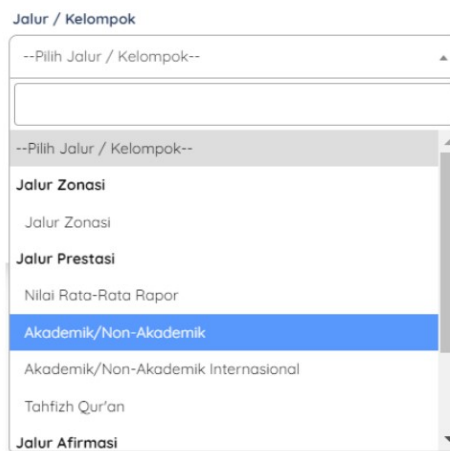 Jalur / Kelompok
--Pilih Jalur / Kelompok--
--Pilih Jalur / Kelompok--
Jalur Zonasi
Jalur Zonasi
Jalur Prestasi
Nilai Rata-Rata Rapor
Akademik/Non-Akademik
Akademik/Non-Akademik Internasional
Tahfizh Qur'an
Jalur Afirmasi